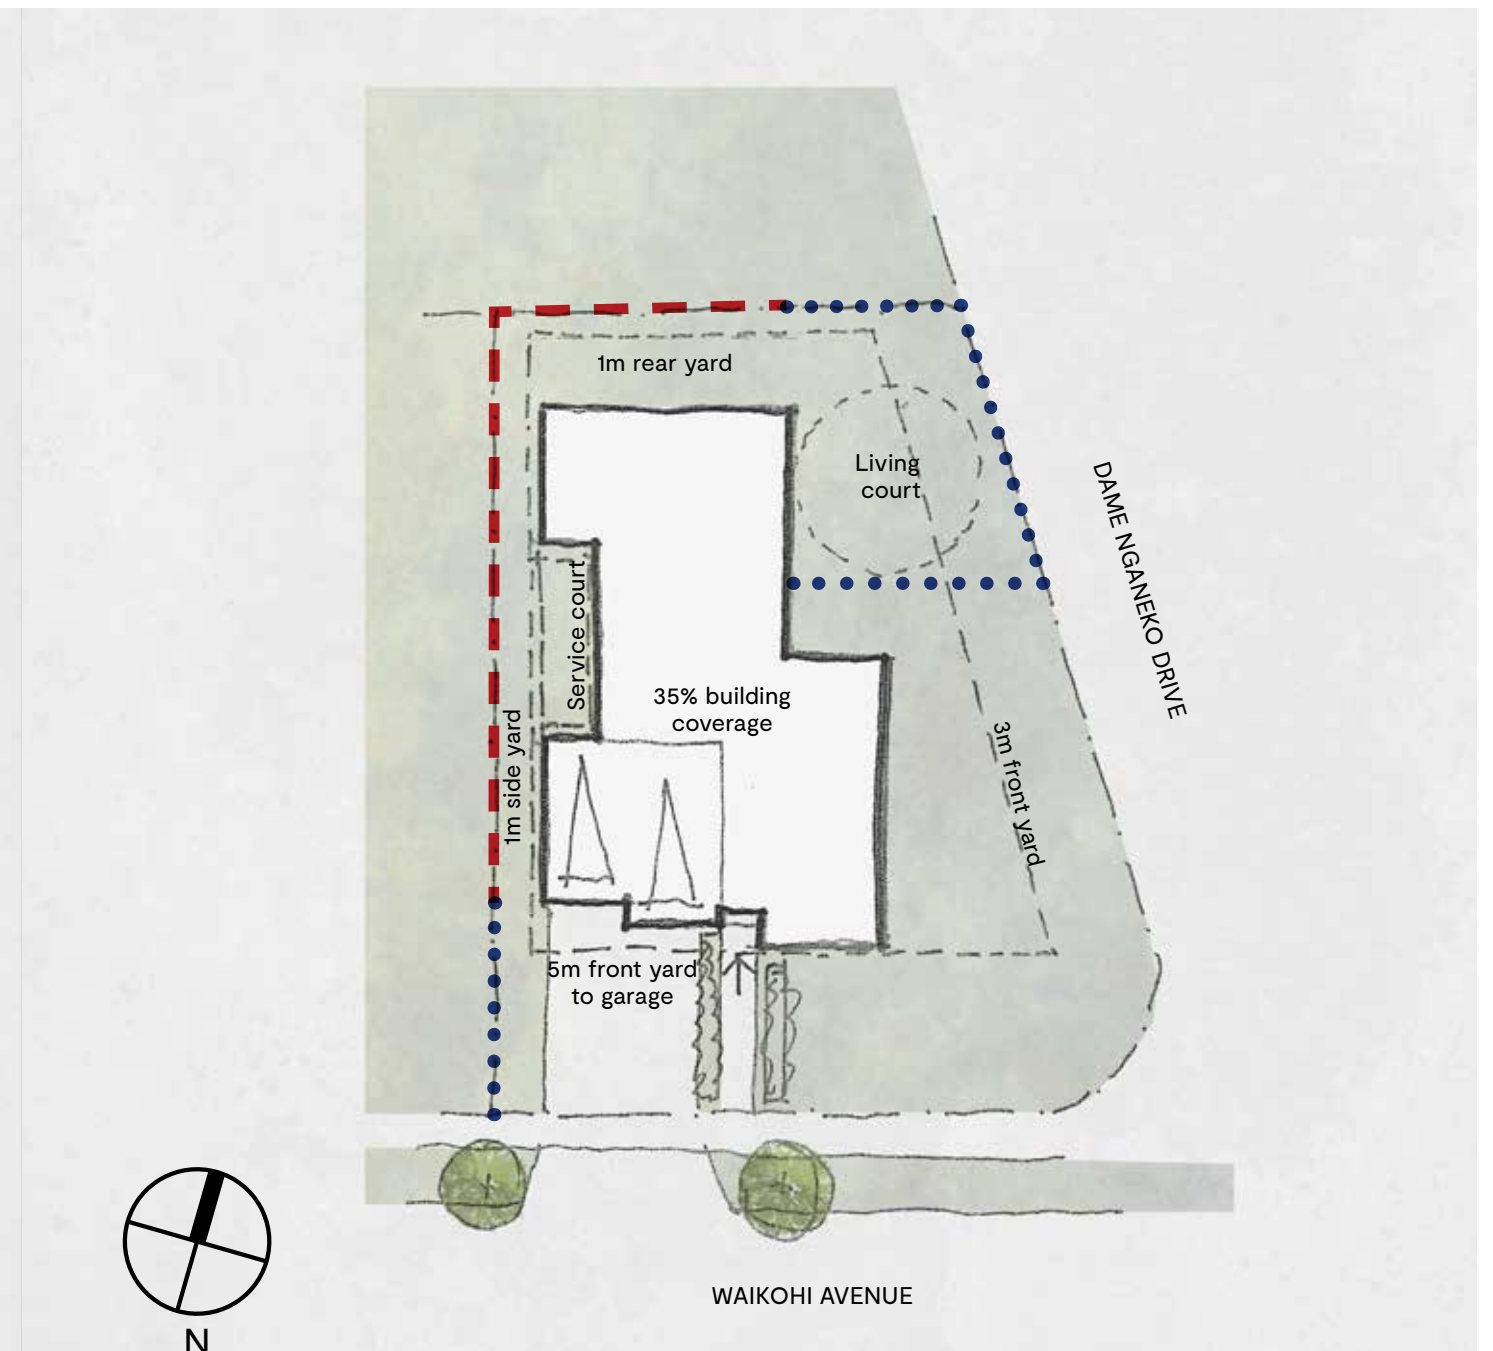 1m rear yard
Living
court
DAME NGANEKO DRIVE
Service court
35% building
coverage
1m side yard
3m front yard
5m front yard
to garage
WAIKOHI AVENUE
N